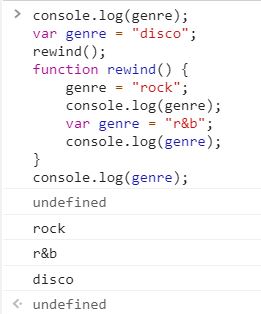 > console.log(genre);
var genre = "disco";
rewind();
function rewind() {
    genre = "rock";
    console.log(genre);
    var genre = "r&b";
    console.log(genre);
}
console.log(genre);
undefined
rock
r&b
disco
<· undefined